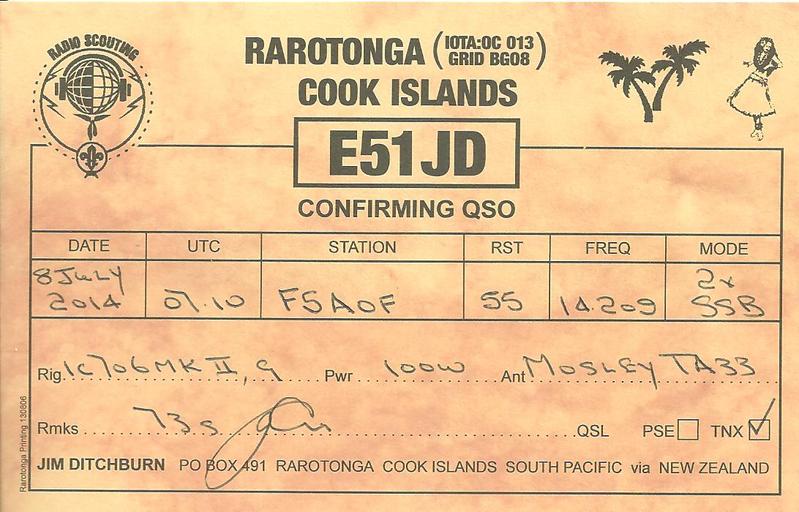 RADIO SCOUTING
RAROTONGA (IOTA:OC 013
GRID BG08)
COOK ISLANDS
E51JD
CONFIRMING QSO
DATE UTC STATION RST FREQ MODE
8 July 2014 07.10 F5AOF 55 14.209 2x SSB
Rig IC706MKII,G Pwr 100W Ant MOSLEY TA33
Rmks 73s QSL PSE TNX ✓
JIM DITCHBURN PO BOX 491 RAROTONGA COOK ISLANDS SOUTH PACIFIC via NEW ZEALAND
Rarotonga Printing 130806